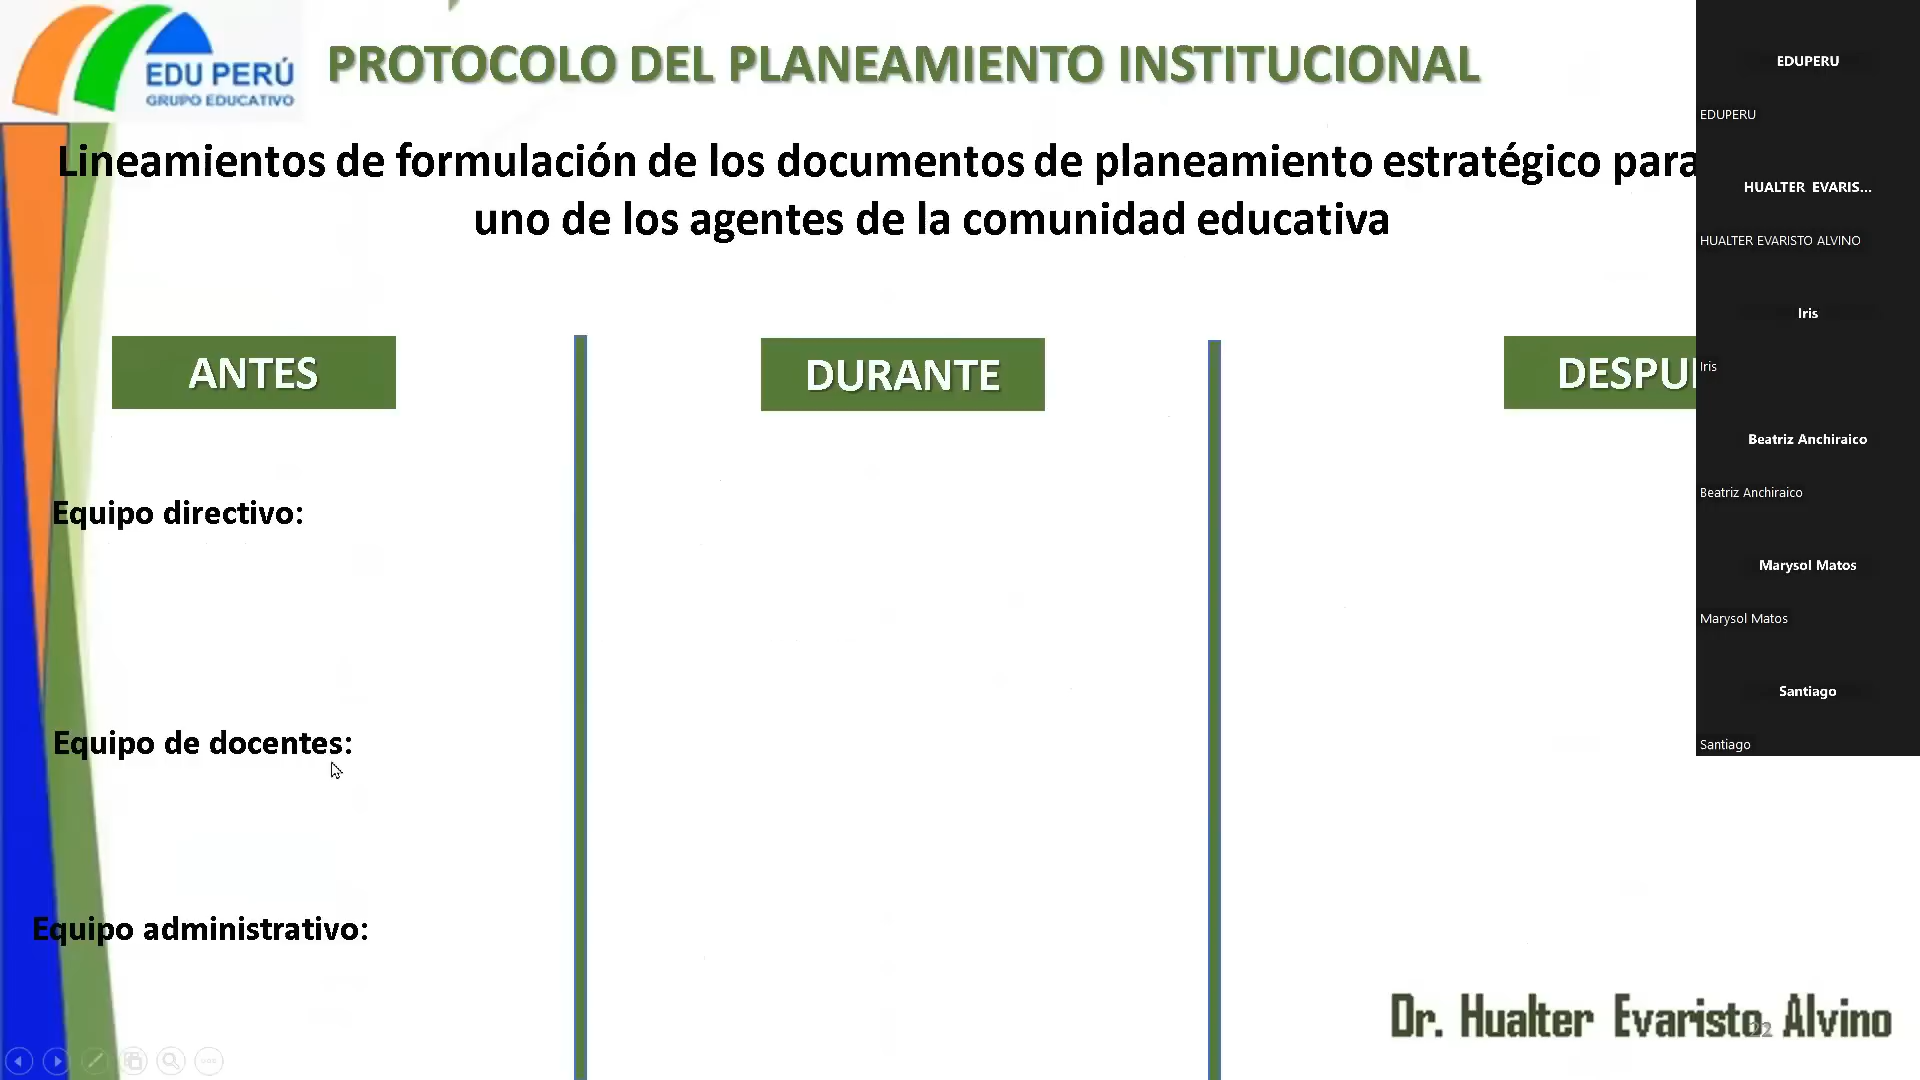 EDU PERÚ
GRUPO EDUCATIVO
PROTOCOLO DEL PLANEAMIENTO INSTITUCIONAL
Lineamientos de formulación de los documentos de planeamiento estratégico para
uno de los agentes de la comunidad educativa
ANTES
DURANTE
DESPU
Equipo directivo:
Equipo de docentes:
Equipo administrativo:
Dr. Hualter Evaristo Alvino
22
EDUPERU
EDUPERU
HUALTER EVARIS...
HUALTER EVARISTO ALVINO
Iris
Iris
Beatriz Anchiraico
Beatriz Anchiraico
Marysol Matos
Marysol Matos
Santiago
Santiago